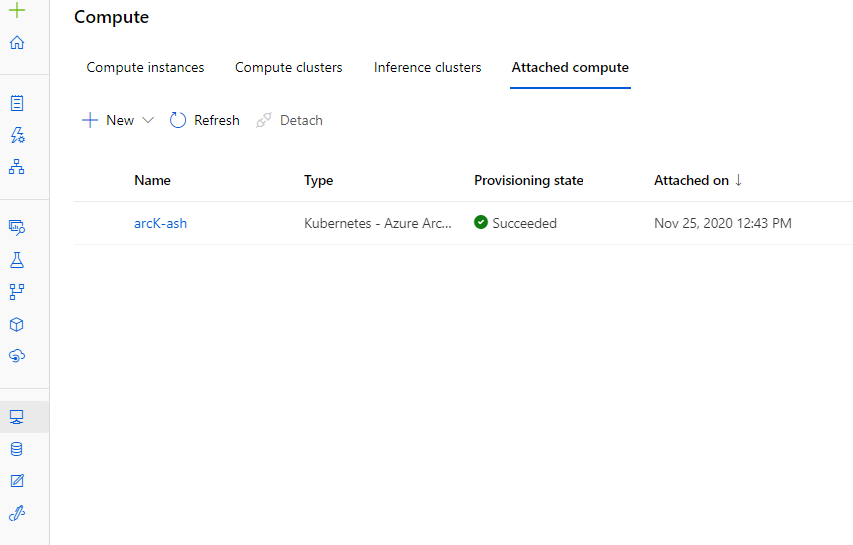 Compute
Compute instances Compute clusters Inference clusters Attached compute
New Refresh Detach
Name Type Provisioning state Attached on ↓
arcK-ash Kubernetes - Azure Arc... Succeeded Nov 25, 2020 12:43 PM